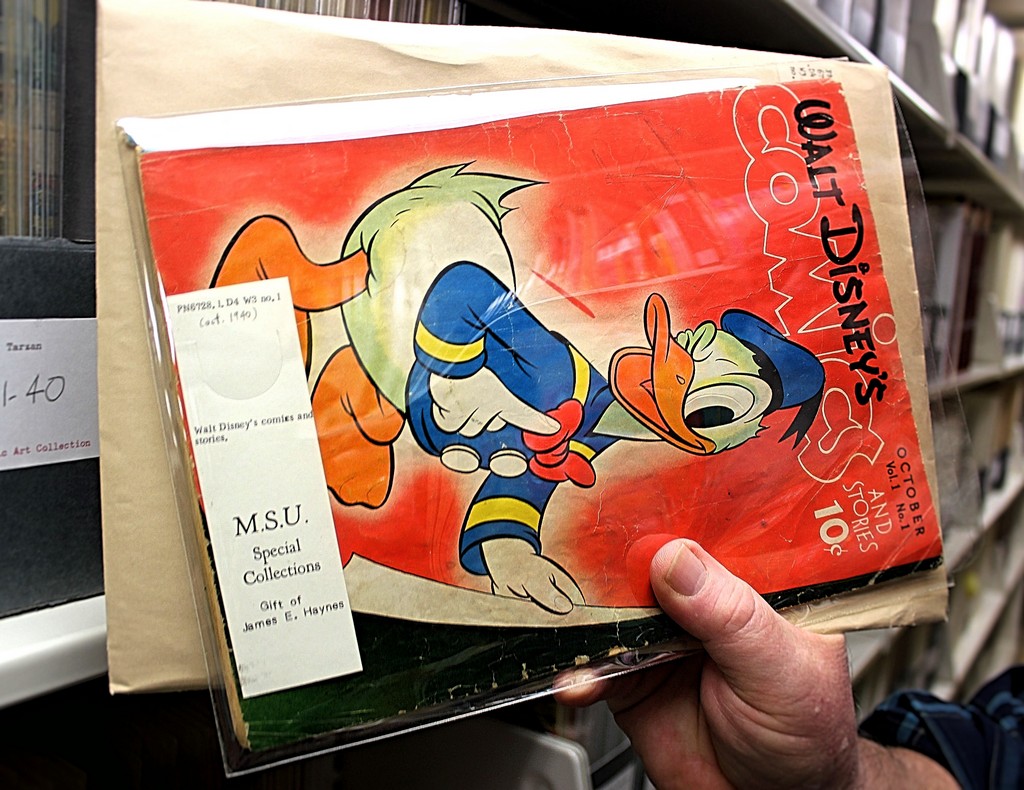 WALT DISNEY'S
COMICS
AND
STORIES
10¢
OCTOBER
Vol.1 No.1
PN6728.1.D4 W3 no.1
(oct. 1940)
Walt Disney's comics and
stories.
M.S.U.
Special
Collections
Gift of
James E. Haynes
Tarzan
1-40
Art Collection